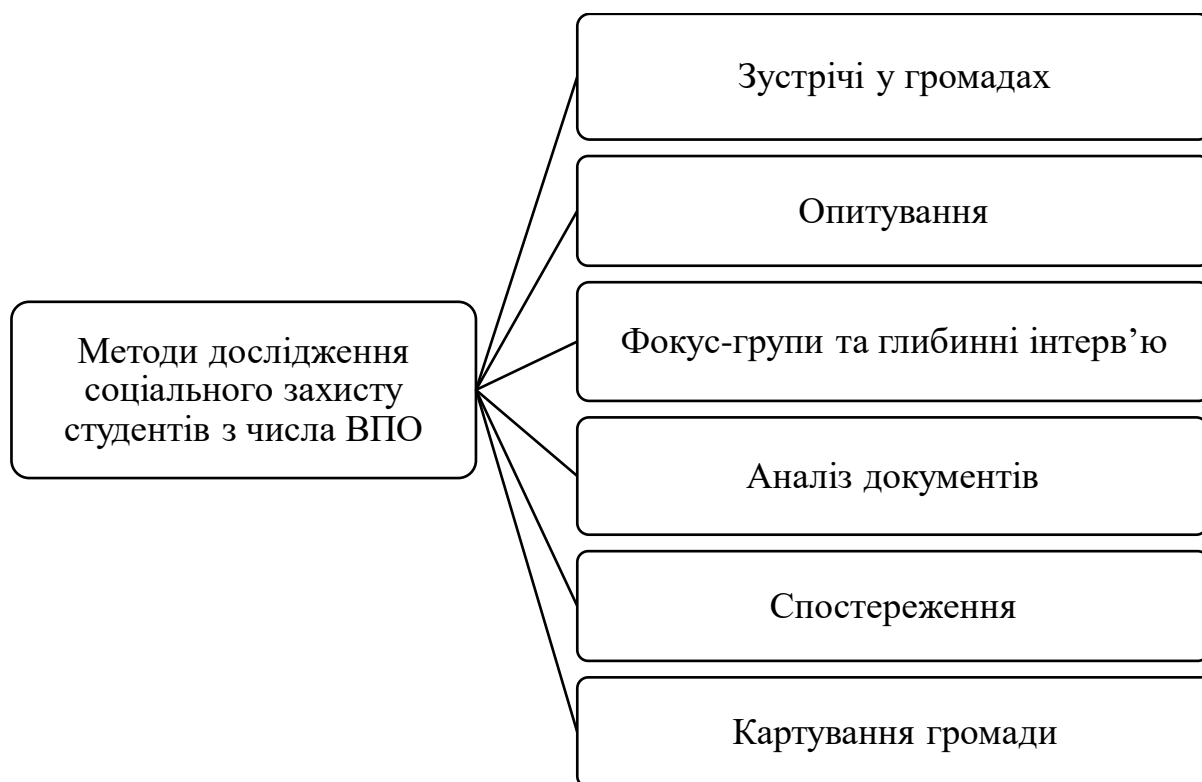 Зустрічі у громадах
Опитування
Фокус-групи та глибинні інтерв’ю
Методи дослідження
соціального захисту
студентів з числа ВПО
Аналіз документів
Спостереження
Картування громади